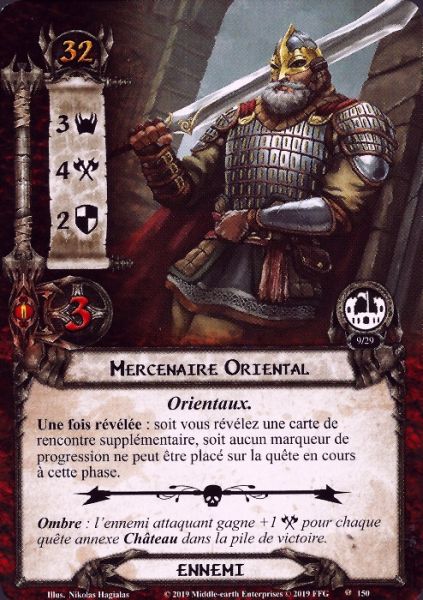 32
3
4
2
3
9/29
Mercenaire Oriental
Orientaux.
Une fois révélée : soit vous révélez une carte de
rencontre supplémentaire, soit aucun marqueur de
progression ne peut être placé sur la quête en cours
à cette phase.
Ombre : l'ennemi attaquant gagne +1 pour chaque
quête annexe Château dans la pile de victoire.
ENNEMI
Illus. Nikolas Hagialas © 2019 Middle-earth Enterprises © 2019 FFG 150